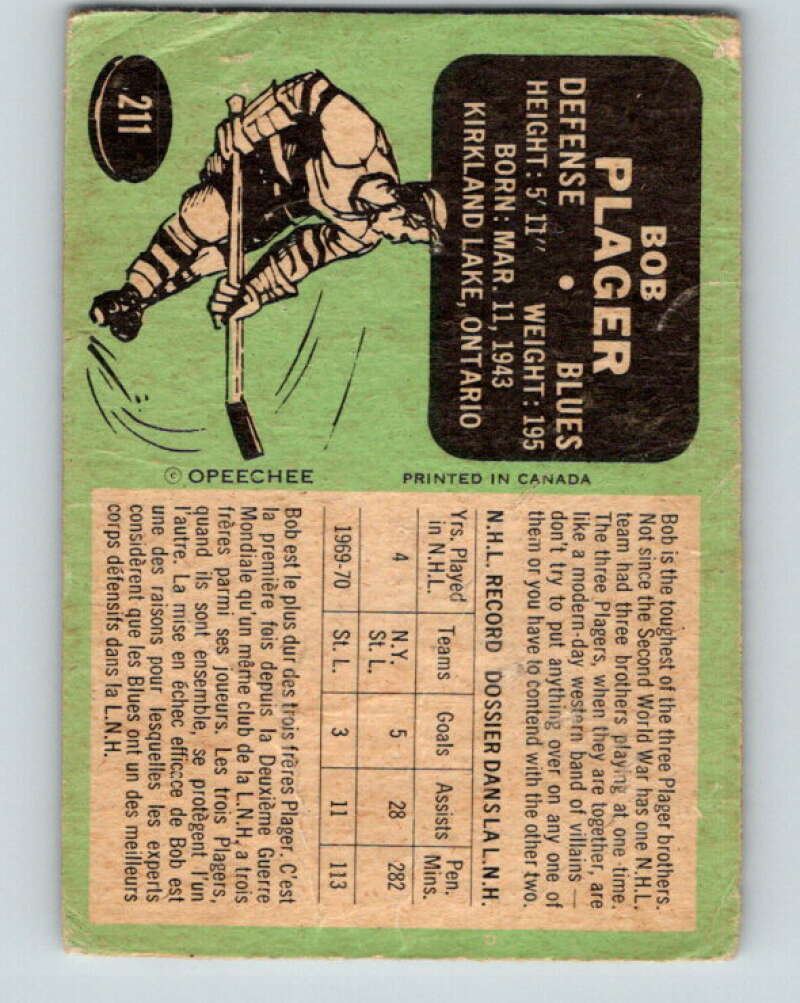 211
BOB
PLAGER
DEFENSE • BLUES
HEIGHT: 5'11" WEIGHT: 195
BORN: MAR. 11, 1943
KIRKLAND LAKE, ONTARIO
© OPEECHEE
PRINTED IN CANADA
Bob is the toughest of the three Plager brothers.
Not since the Second World War has one N.H.L.
team had three brothers playing at one time.
The three Plagers, when they are together, are
like a modern-day western band of villains —
don't try to put anything over on any one of
them or you have to contend with the other two.
N.H.L. RECORD DOSSIER DANS LA L.N.H.
Yrs. Played in N.H.L. Teams Goals Assists Pen. Mins.
4 N.Y. St. L. 5 28 282
1969-70 St. L. 3 11 113
Bob est le plus dur des trois frères Plager. C'est
la première fois depuis la Deuxième Guerre
Mondiale qu'un même club de la L.N.H. a trois
frères parmi ses joueurs. Les trois Plagers,
quand ils sont ensemble, se protègent l'un
l'autre. La mise en échec efficace de Bob est
une des raisons pour lesquelles les experts
considèrent que les Blues ont un des meilleurs
corps défensifs dans la L.N.H.